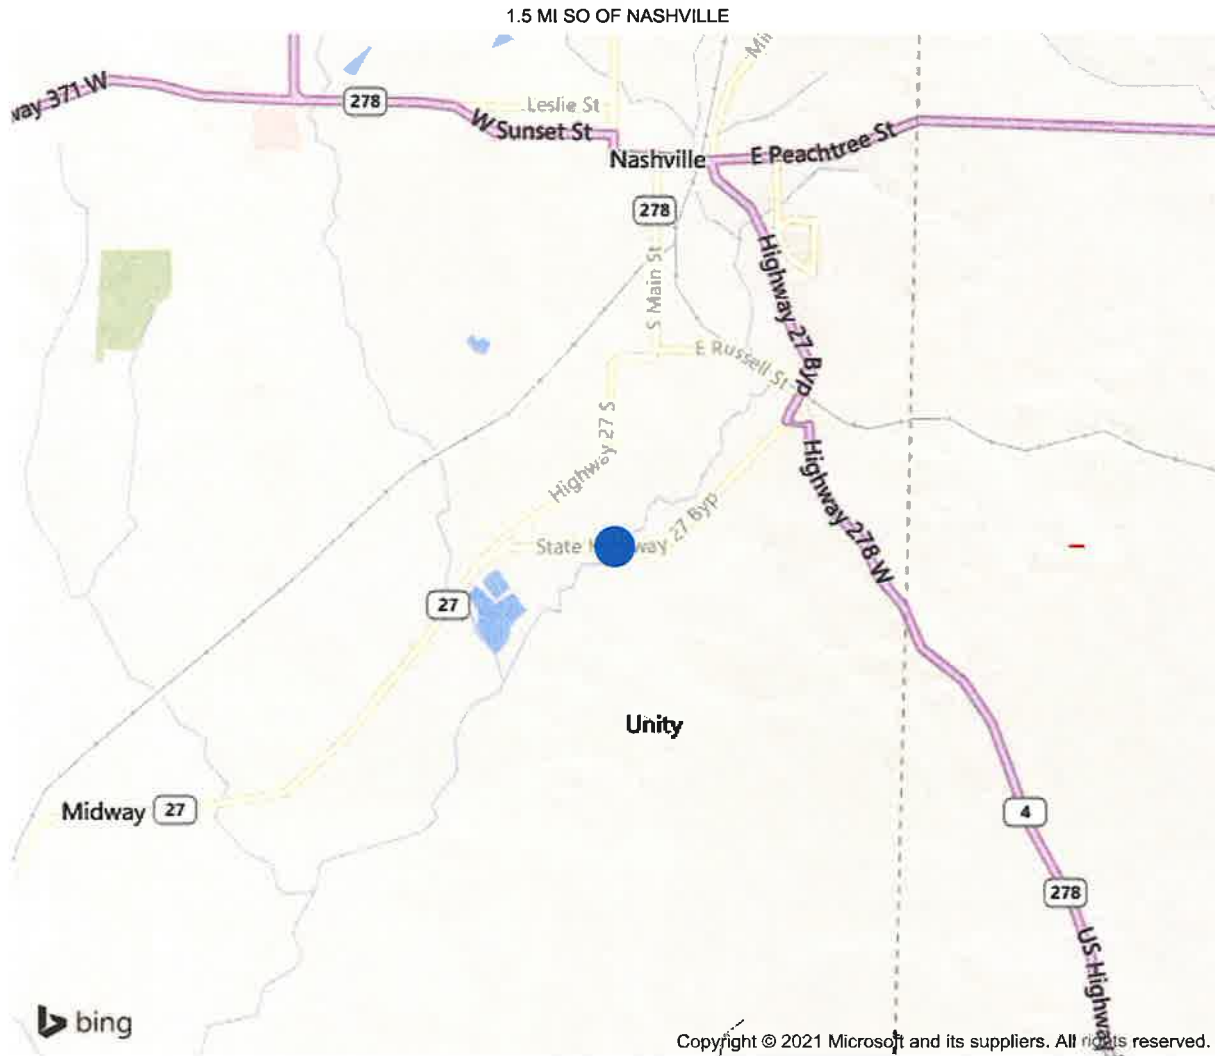 1.5 MI SO OF NASHVILLE
Mi
way 371 W
278
Leslie St
W Sunset St
Nashville
E Peachtree St
278
S Main St
Highway 27 Byp
E Russell St
Highway 27 S
Highway 278 W
State H way 27 Byp
27
Unity
Midway 27
4
278
US Highway
bing
Copyright © 2021 Microsoft and its suppliers. All rights reserved.